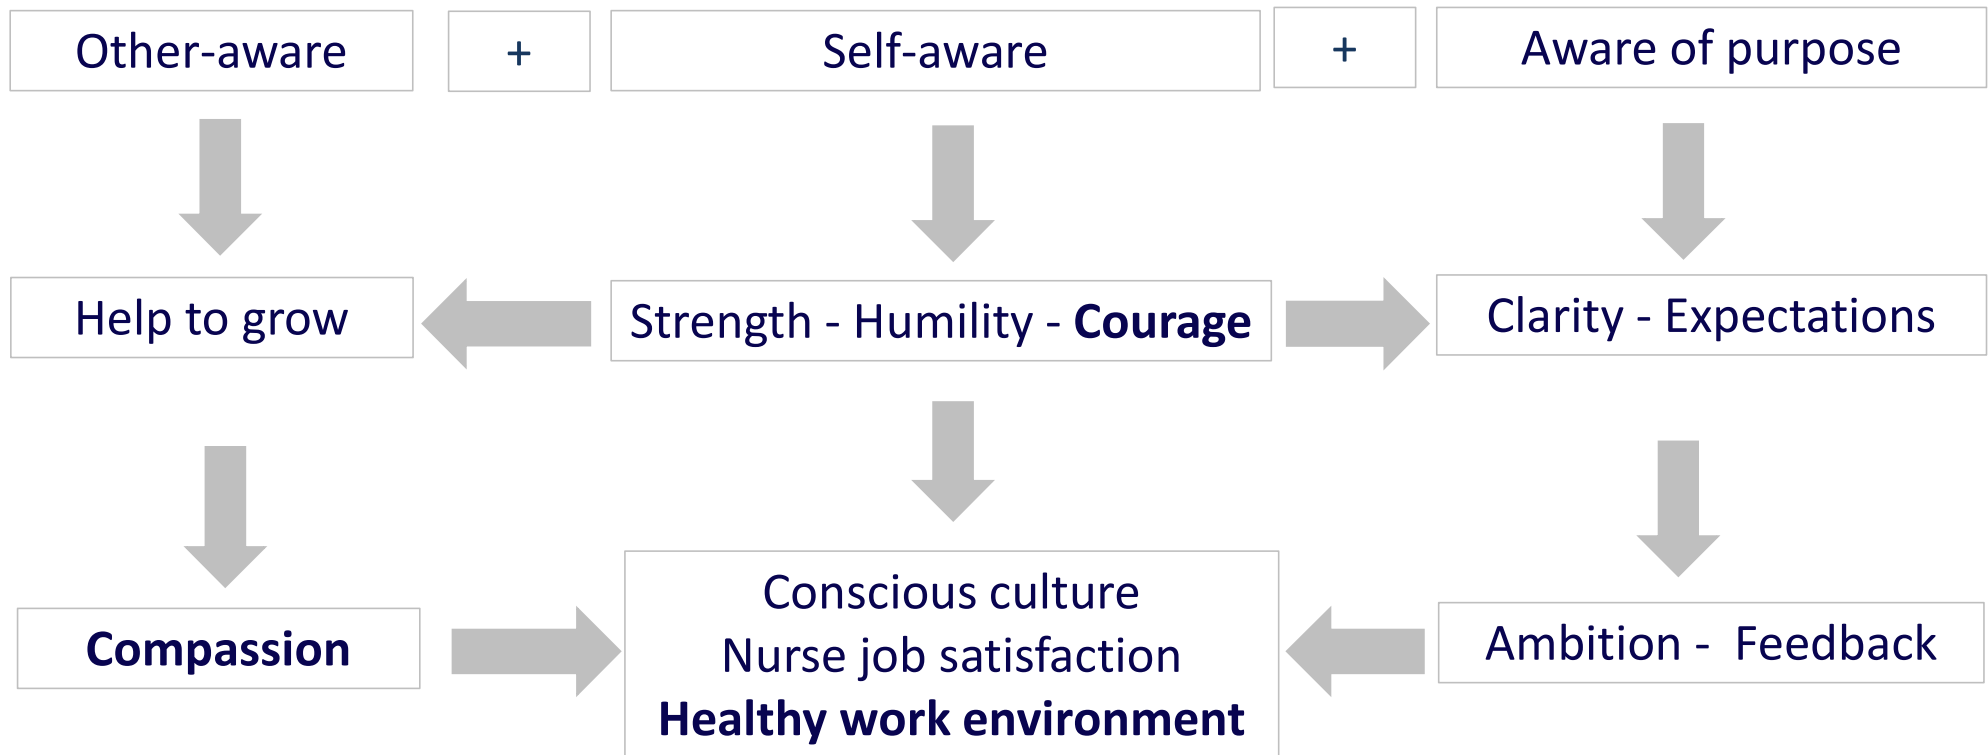 Other-aware + Self-aware + Aware of purpose
Help to grow Strength - Humility - Courage Clarity - Expectations
Conscious culture
Compassion Nurse job satisfaction Ambition - Feedback
Healthy work environment